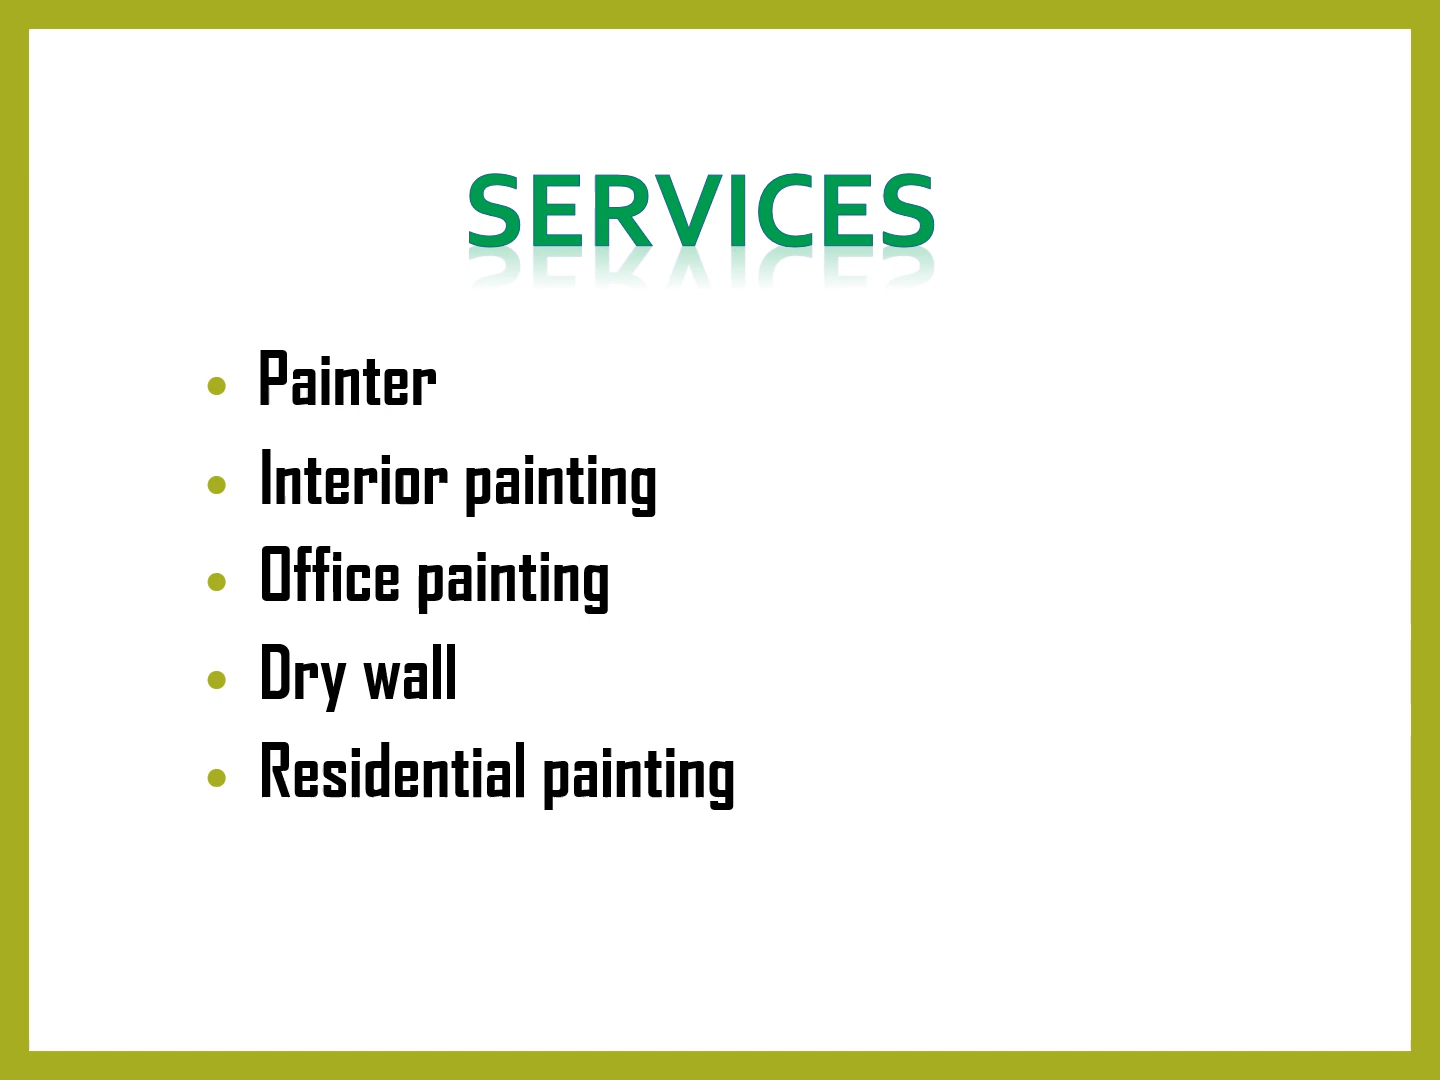 SERVICES
• Painter
• Interior painting
• Office painting
• Dry wall
• Residential painting